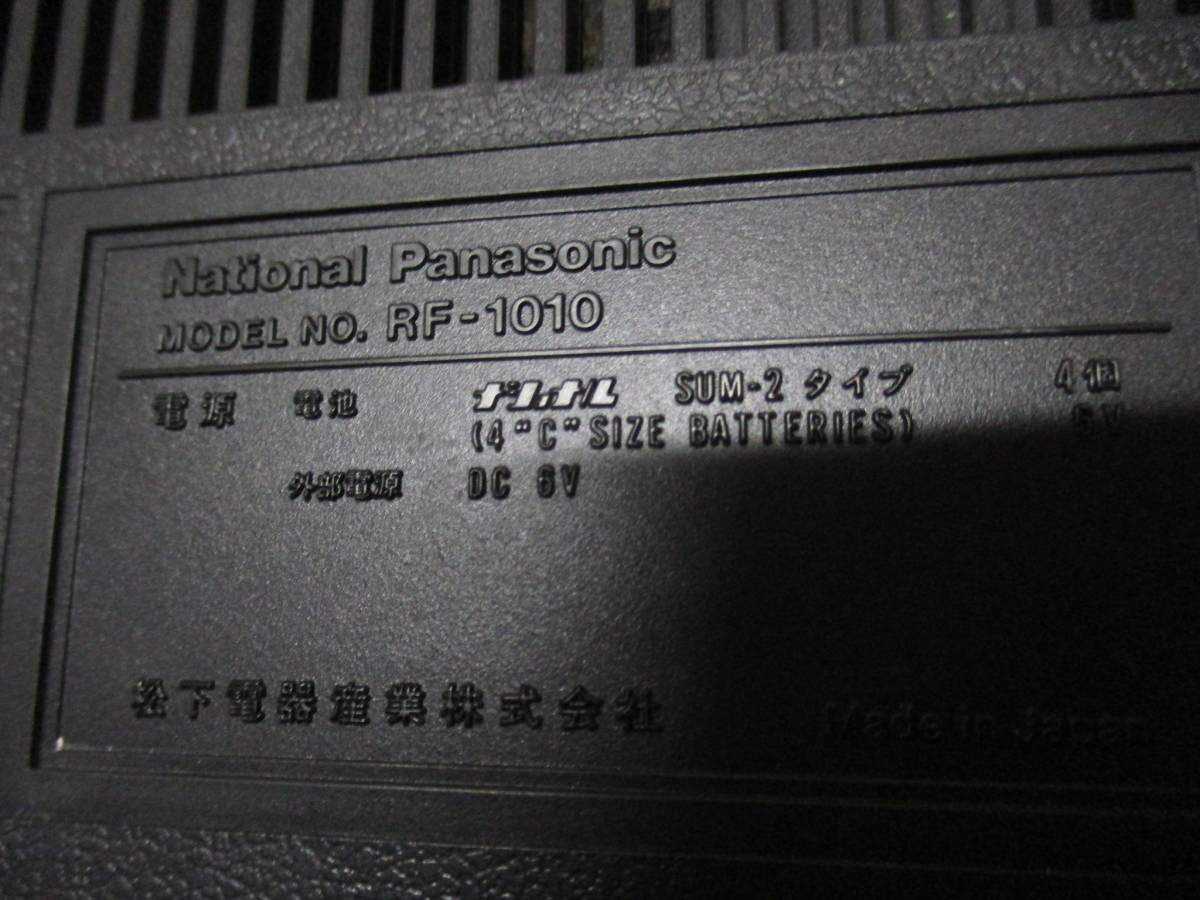 National Panasonic
MODEL NO. RF-1010
電源 電池 ナショナル SUM-2 タイプ 4個
(4"C"SIZE BATTERIES) 6V
外部電源 DC 6V
松下電器産業株式会社 Made in Japan